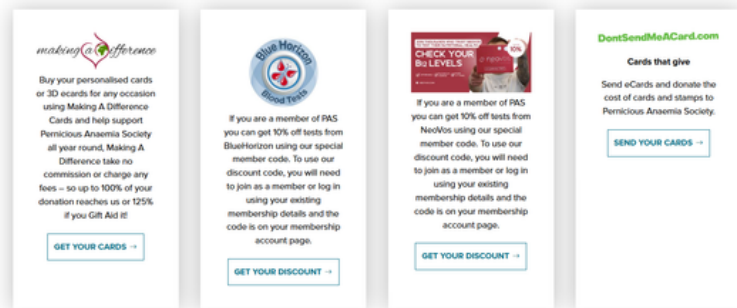 making a difference
Buy your personalised cards
or 3D ecards for any occasion
using Making A Difference
Cards and help support
Pernicious Anaemia Society
all year round, Making A
Difference take no
commission or charge any
fees – so up to 100% of your
donation reaches us or 125%
if you Gift Aid it!
GET YOUR CARDS →
Blue Horizon
Blood Tests
If you are a member of PAS
you can get 10% off tests from
BlueHorizon using our special
member code. To use our
discount code, you will need
to join as a member or log in
using your existing
membership details and the
code is on your membership
account page.
GET YOUR DISCOUNT →
CHECK YOUR
B12 LEVELS
10%
If you are a member of PAS
you can get 10% off tests from
NeoVos using our special
member code. To use our
discount code, you will need
to join as a member or log in
using your existing
membership details and the
code is on your membership
account page.
GET YOUR DISCOUNT →
DontSendMeACard.com
Cards that give
Send eCards and donate the
cost of cards and stamps to
Pernicious Anaemia Society.
SEND YOUR CARDS →